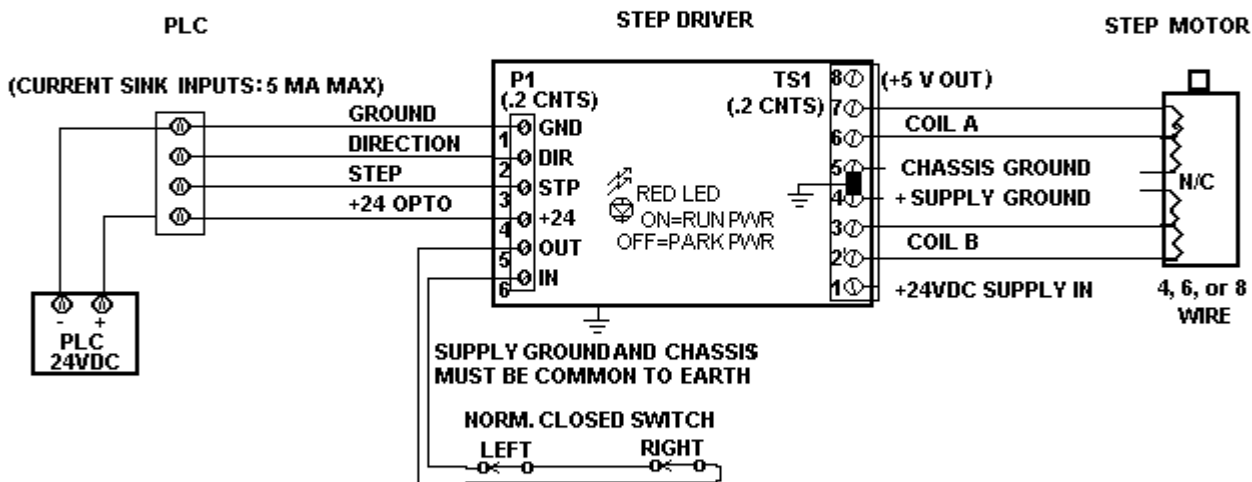 PLC
STEP DRIVER
STEP MOTOR
(CURRENT SINK INPUTS: 5 MA MAX)
GROUND
DIRECTION
STEP
+24 OPTO
- +
PLC
24VDC
P1
(.2 CNTS)
GND
1
DIR
2
STP
3
+24
4
OUT
5
IN
6
RED LED
ON=RUN PWR
OFF=PARK PWR
TS1
(.2 CNTS)
8 (+5 V OUT)
7
COIL A
6
5 CHASSIS GROUND
4 + SUPPLY GROUND
3
COIL B
2
1 +24VDC SUPPLY IN
N/C
4, 6, or 8
WIRE
SUPPLY GROUND AND CHASSIS
MUST BE COMMON TO EARTH
NORM. CLOSED SWITCH
LEFT RIGHT